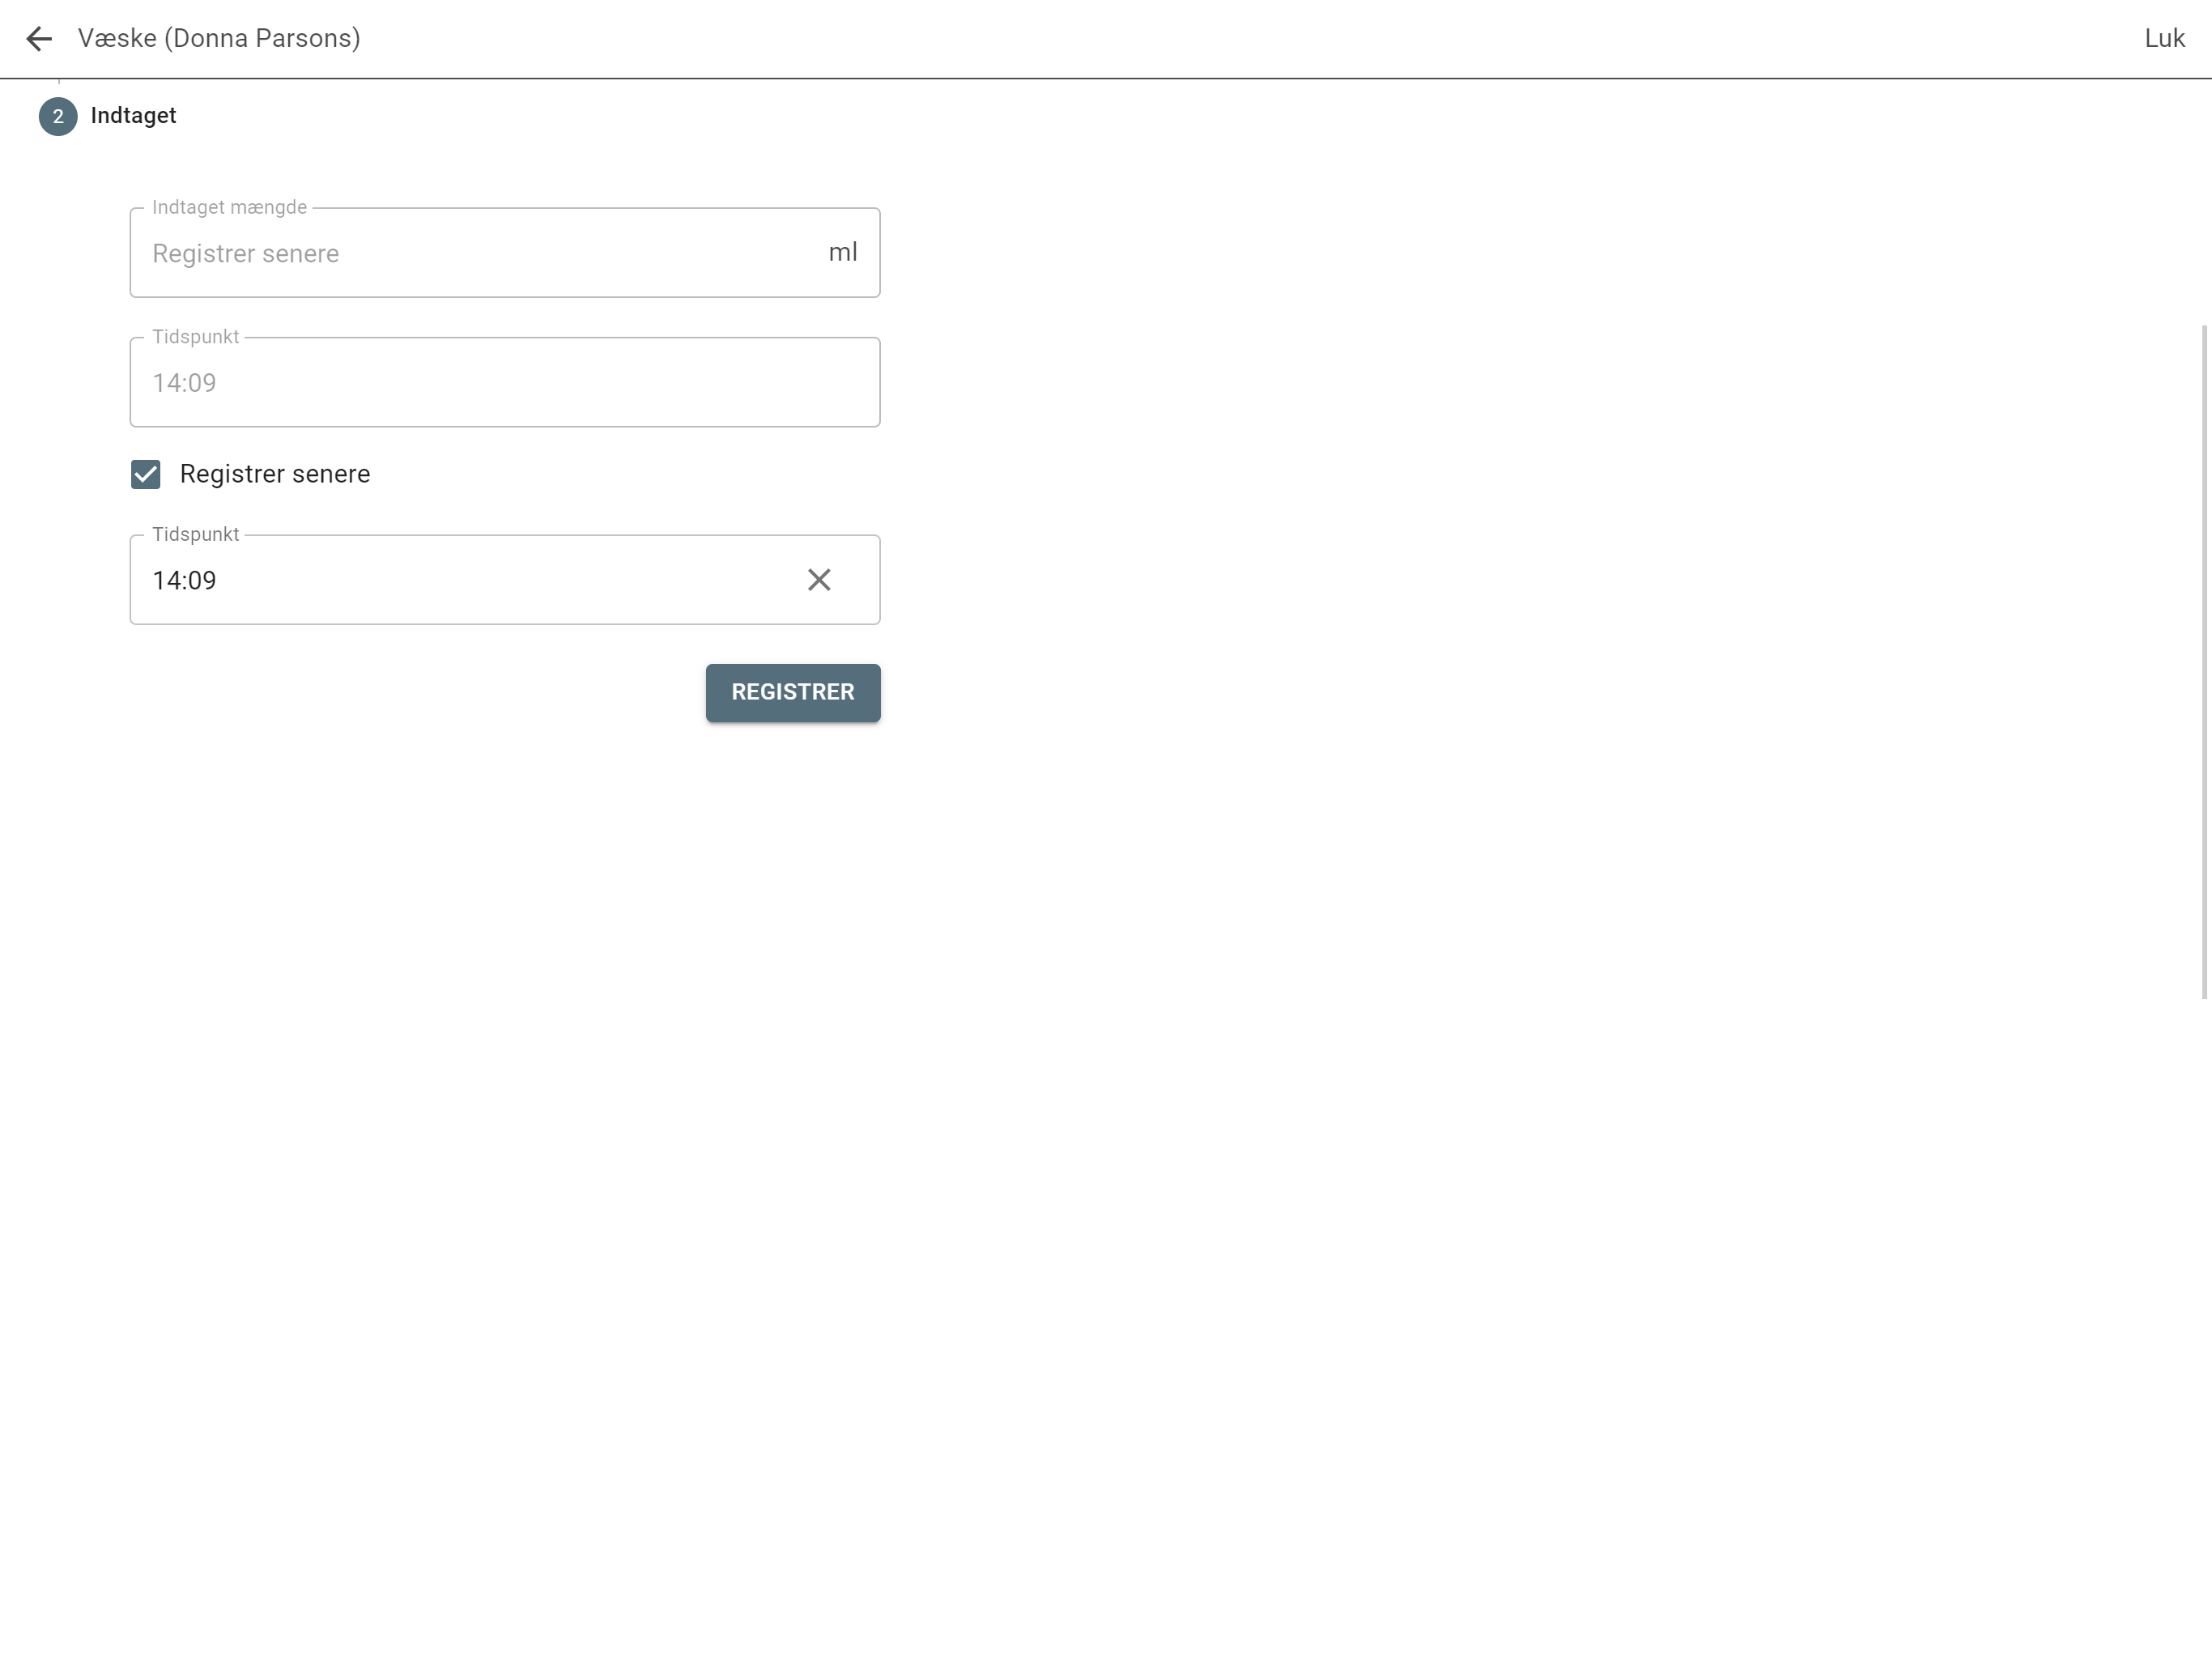 Væske (Donna Parsons)
Luk
2 Indtaget
Indtaget mængde
Registrer senere ml
Tidspunkt
14:09
Registrer senere
Tidspunkt
14:09
REGISTRER